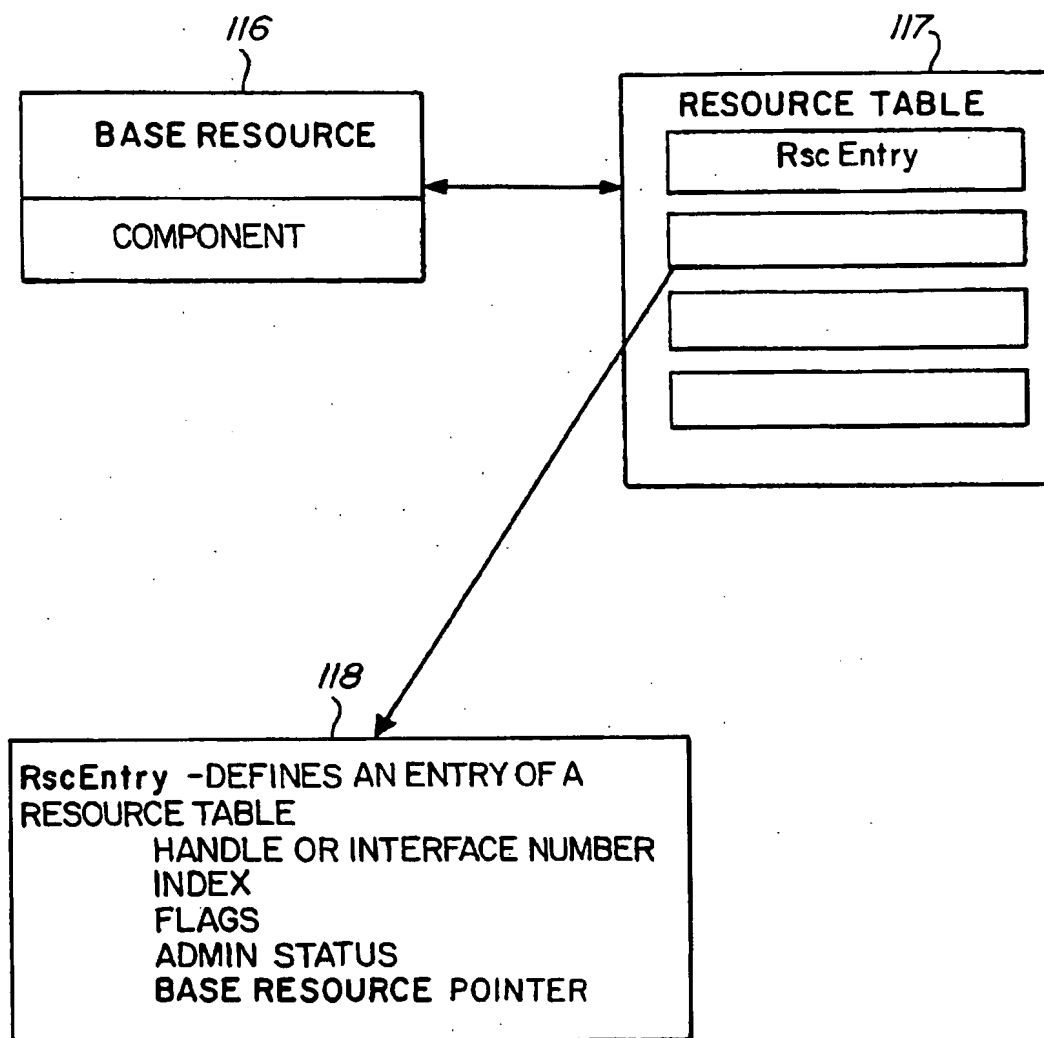 116
117
BASE RESOURCE
COMPONENT
RESOURCE TABLE
Rsc Entry
118
RscEntry -DEFINES AN ENTRY OF A
RESOURCE TABLE
HANDLE OR INTERFACE NUMBER
INDEX
FLAGS
ADMIN STATUS
BASE RESOURCE POINTER